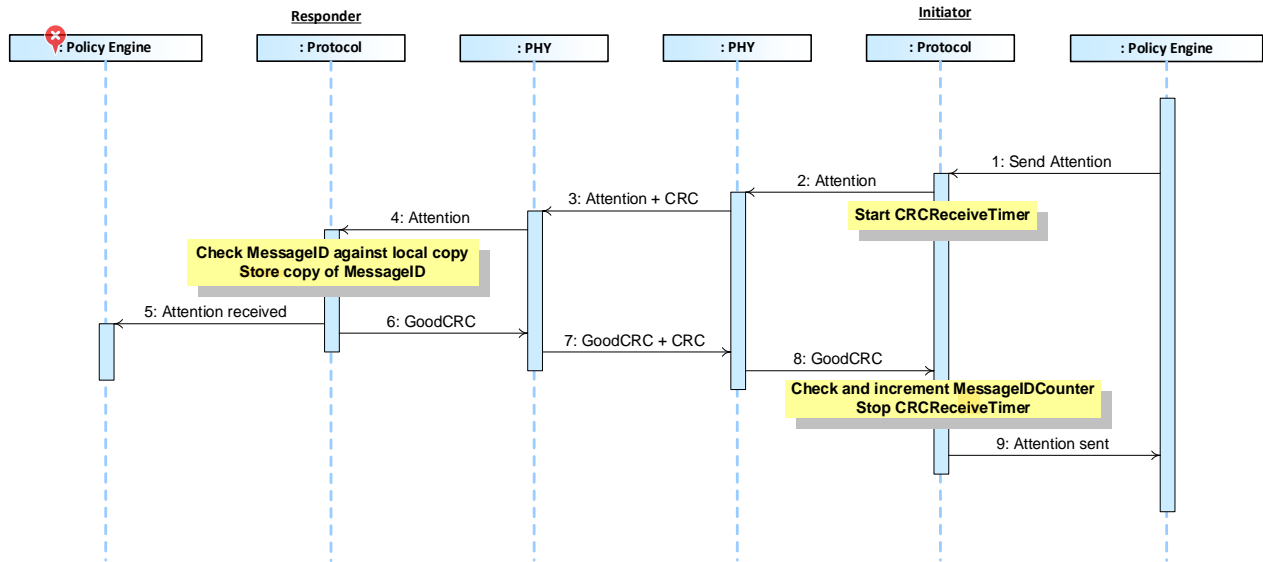 Responder
Initiator
: Policy Engine
: Protocol
: PHY
: PHY
: Protocol
: Policy Engine
1: Send Attention
2: Attention
3: Attention + CRC
Start CRCReceiveTimer
4: Attention
Check MessageID against local copy
Store copy of MessageID
5: Attention received
6: GoodCRC
7: GoodCRC + CRC
8: GoodCRC
Check and increment MessageIDCounter
Stop CRCReceiveTimer
9: Attention sent